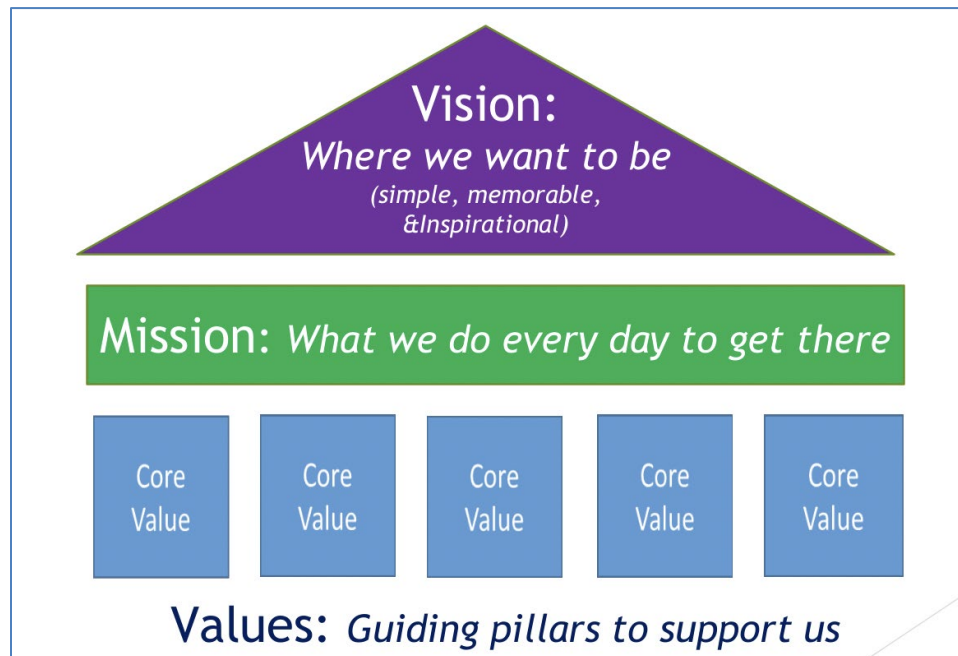 Vision:
Where we want to be
(simple, memorable,
&Inspirational)
Mission: What we do every day to get there
Core
Value
Core
Value
Core
Value
Core
Value
Core
Value
Values: Guiding pillars to support us